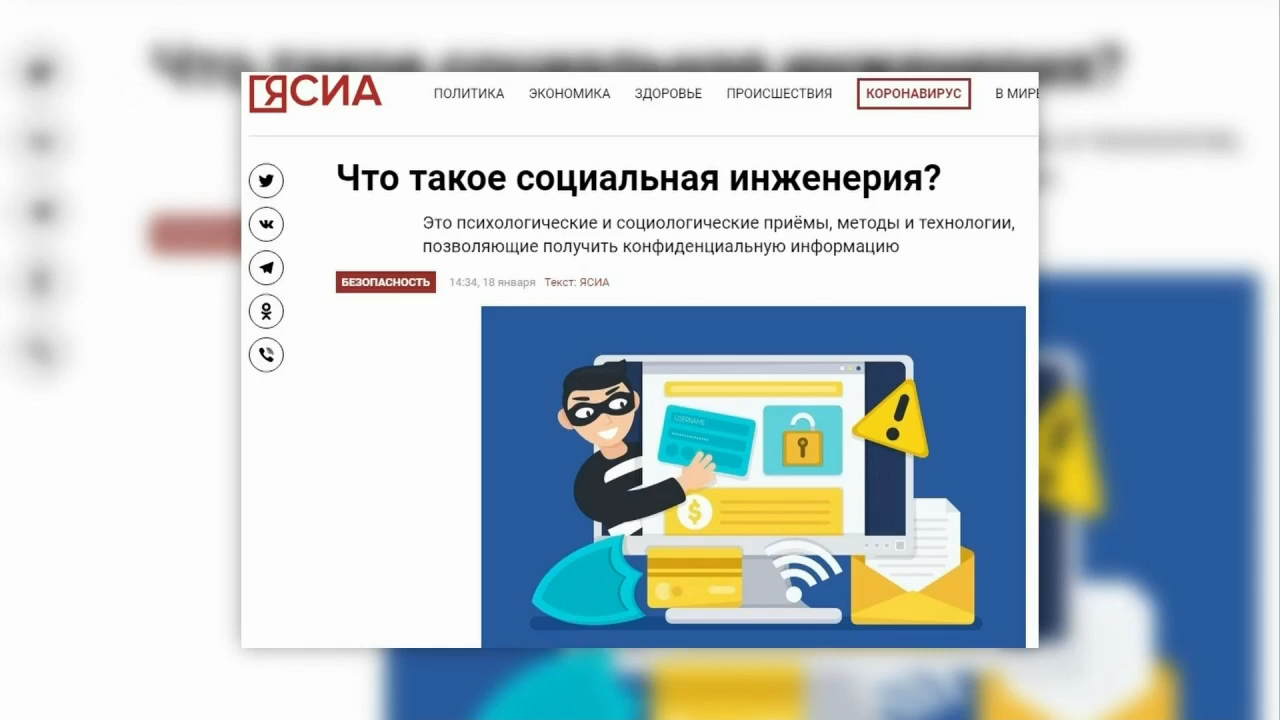 ЯСИА
ПОЛИТИКА ЭКОНОМИКА ЗДОРОВЬЕ ПРОИСШЕСТВИЯ КОРОНАВИРУС В МИРЕ
Что такое социальная инженерия?
Это психологические и социологические приёмы, методы и технологии,
позволяющие получить конфиденциальную информацию
БЕЗОПАСНОСТЬ 14:34, 18 января Текст: ЯСИА
USERNAME
$